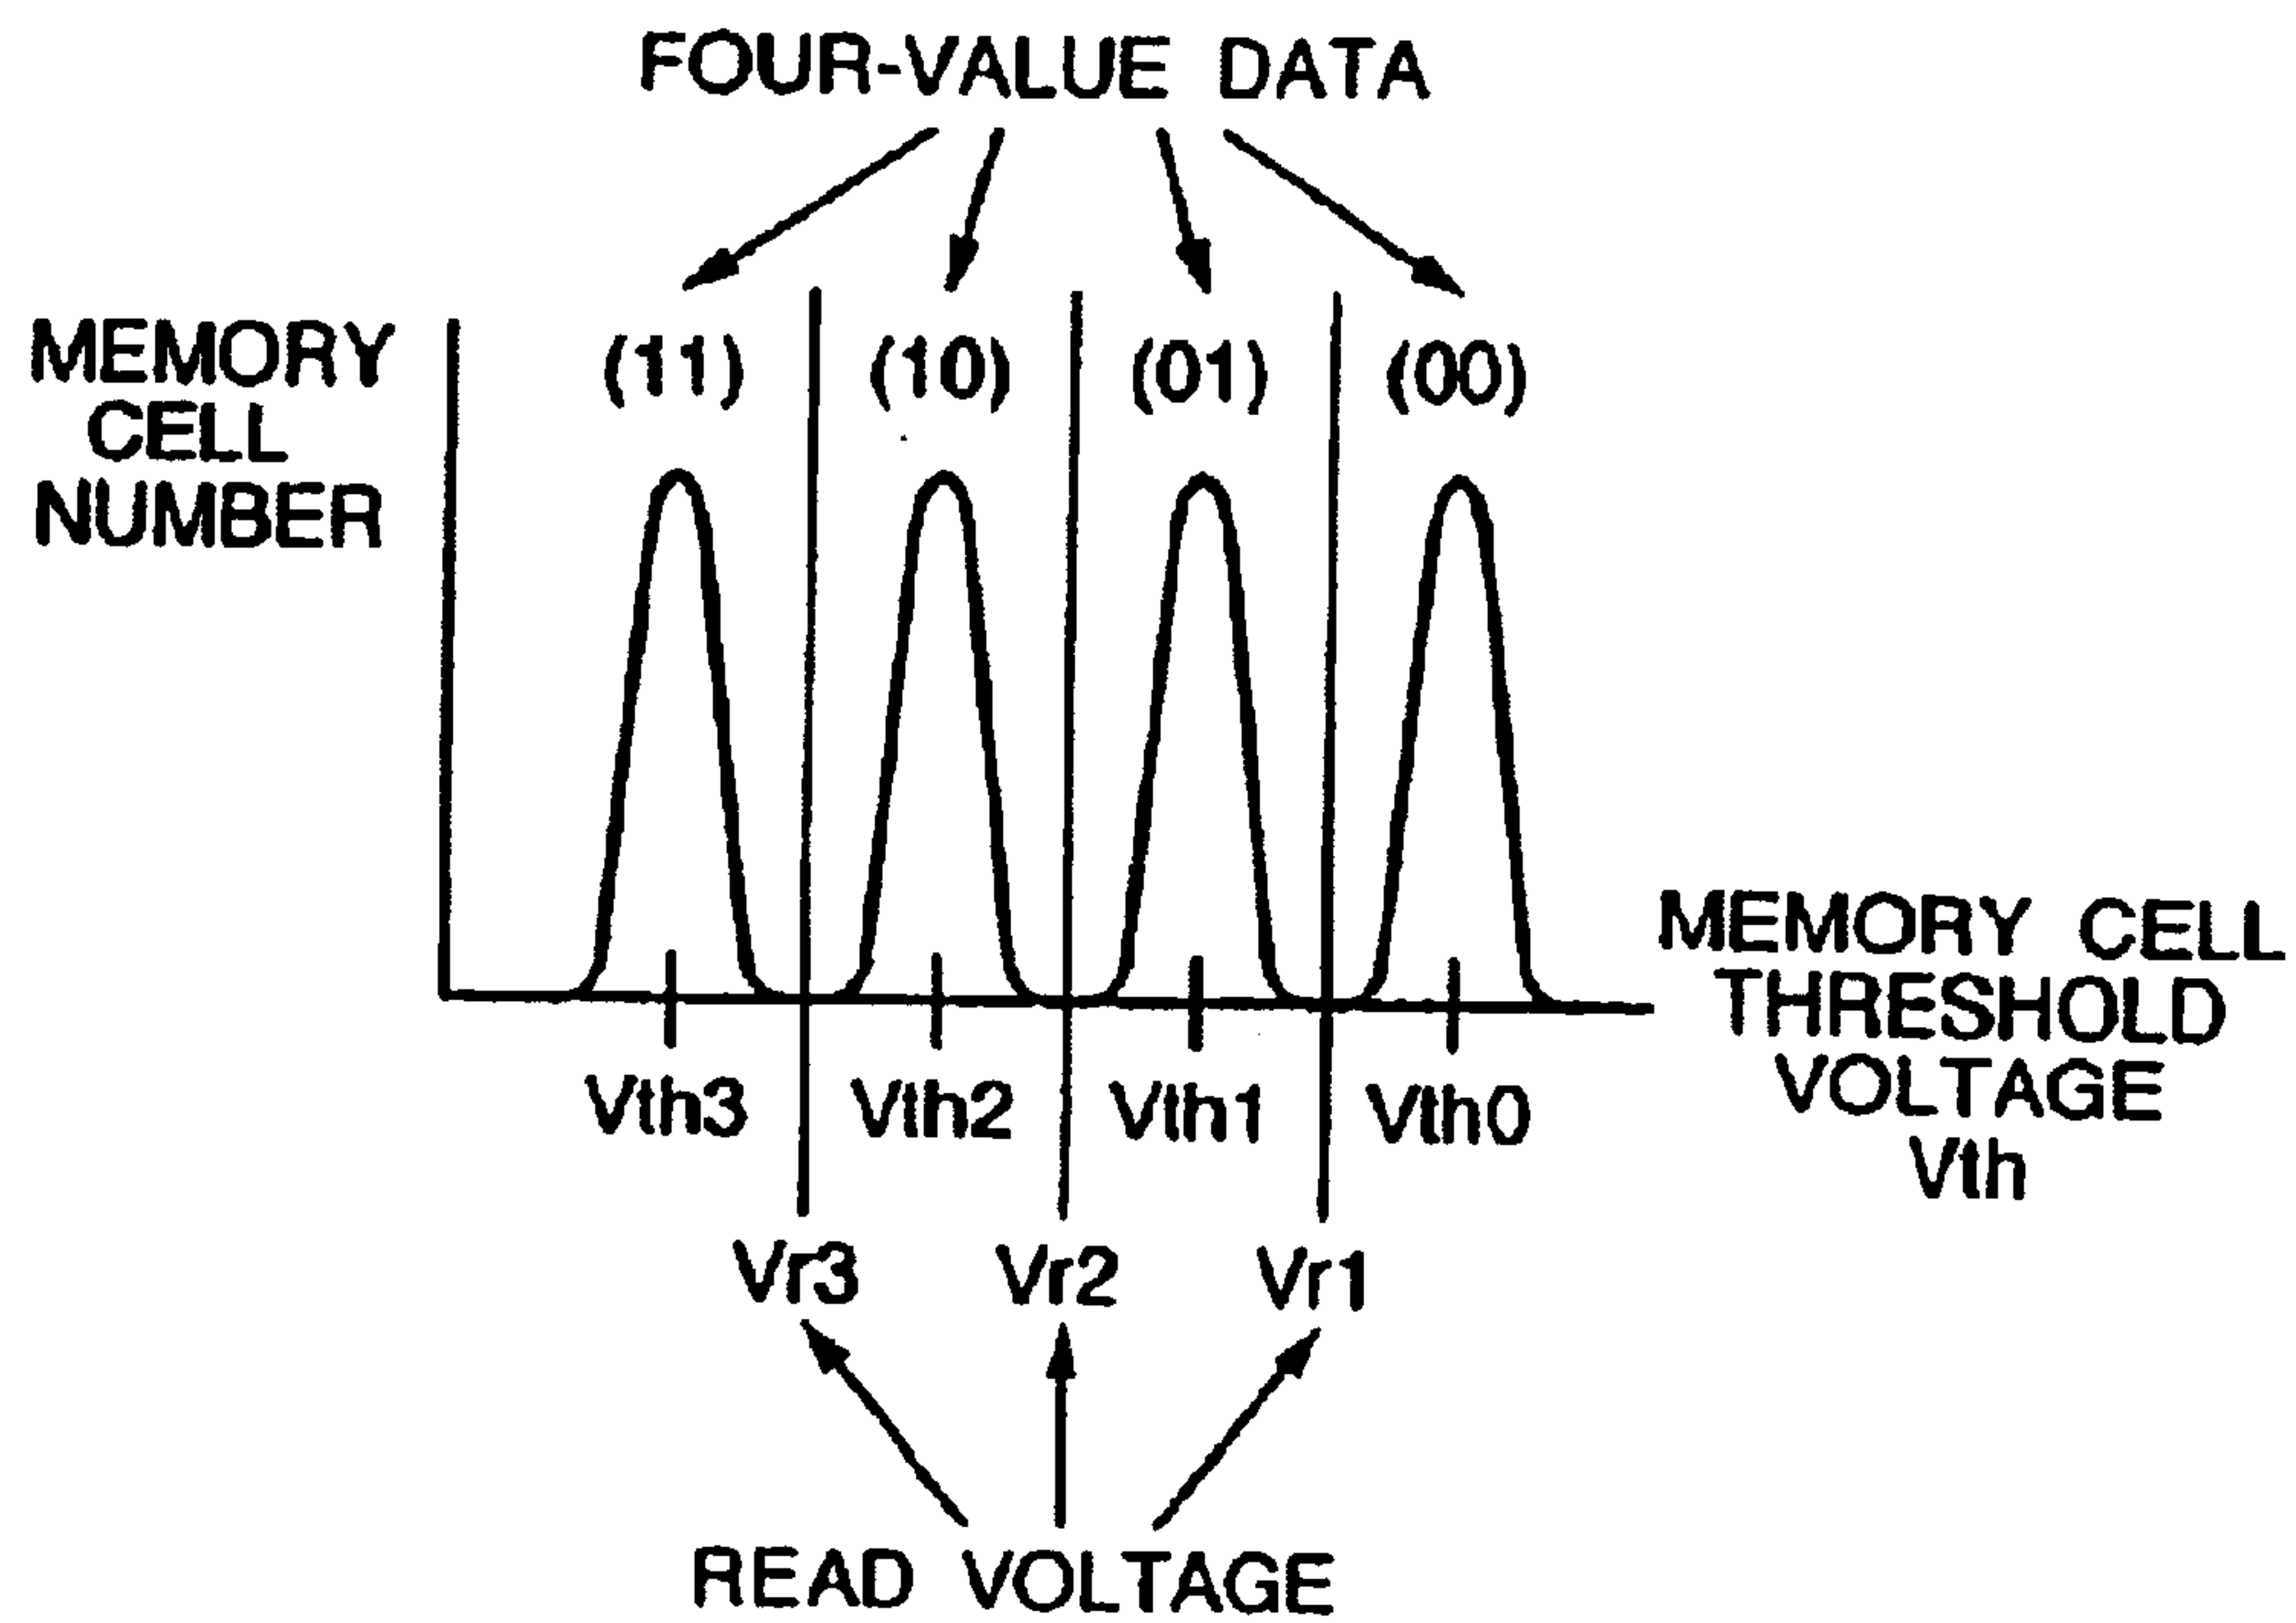 FOUR-VALUE DATA
MEMORY
CELL
NUMBER
(11) (10) (01) (00)
MEMORY CELL
THRESHOLD
VOLTAGE
Vth
Vth3 Vth2 Vth1 Vth0
Vr3 Vr2 Vr1
READ VOLTAGE